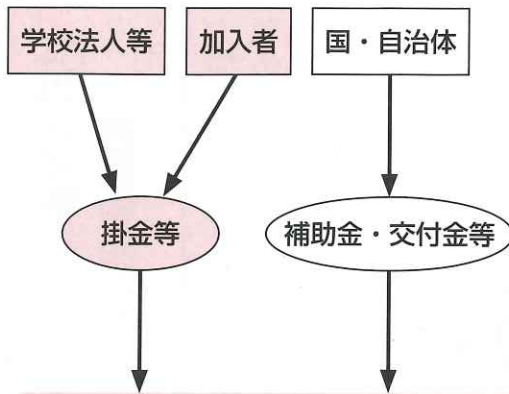 学校法人等
加入者
国・自治体
掛金等
補助金・交付金等